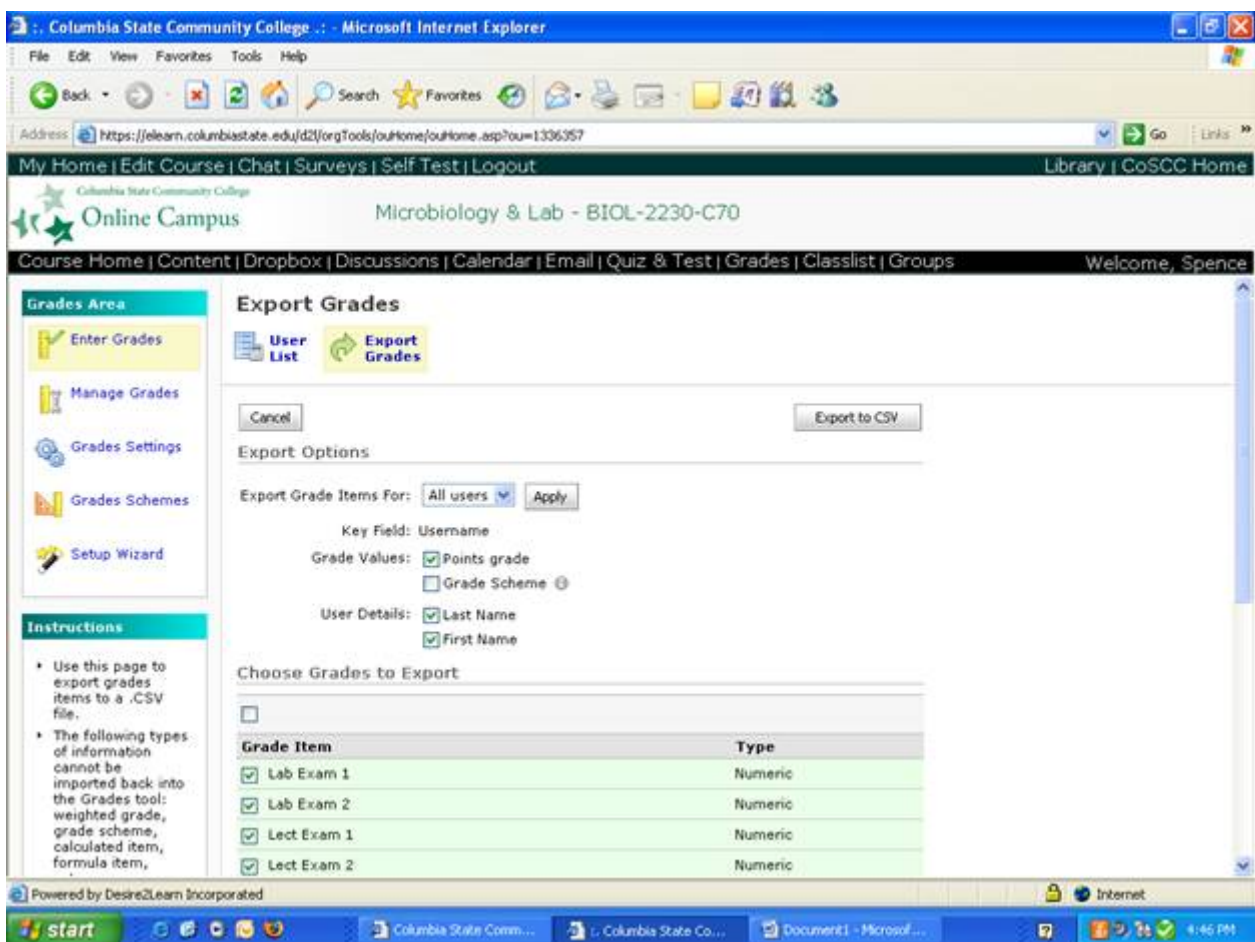 :. Columbia State Community College .: - Microsoft Internet Explorer
File Edit View Favorites Tools Help
Back Search Favorites
Address https://elearn.columbiastate.edu/d2l/orgTools/ouHome/ouHome.asp?ou=1336357 Go Links »
My Home | Edit Course | Chat | Surveys | Self Test | Logout Library | CoSCC Home
Columbia State Community College
Online Campus
Microbiology & Lab - BIOL-2230-C70
Course Home | Content | Dropbox | Discussions | Calendar | Email | Quiz & Test | Grades | Classlist | Groups Welcome, Spence
Grades Area
Enter Grades
Manage Grades
Grades Settings
Grades Schemes
Setup Wizard
Instructions
Use this page to
export grades
items to a .CSV
file.
The following types
of information
cannot be
imported back into
the Grades tool:
weighted grade,
grade scheme,
calculated item,
formula item,
Export Grades
User
List
Export
Grades
Cancel Export to CSV
Export Options
Export Grade Items For: All users Apply
Key Field: Username
Grade Values: Points grade
Grade Scheme
User Details: Last Name
First Name
Choose Grades to Export
Grade Item Type
Lab Exam 1 Numeric
Lab Exam 2 Numeric
Lect Exam 1 Numeric
Lect Exam 2 Numeric
Powered by Desire2Learn Incorporated Internet
start Columbia State Comm... :. Columbia State Co... Document1 - Microsof... 4:46 PM